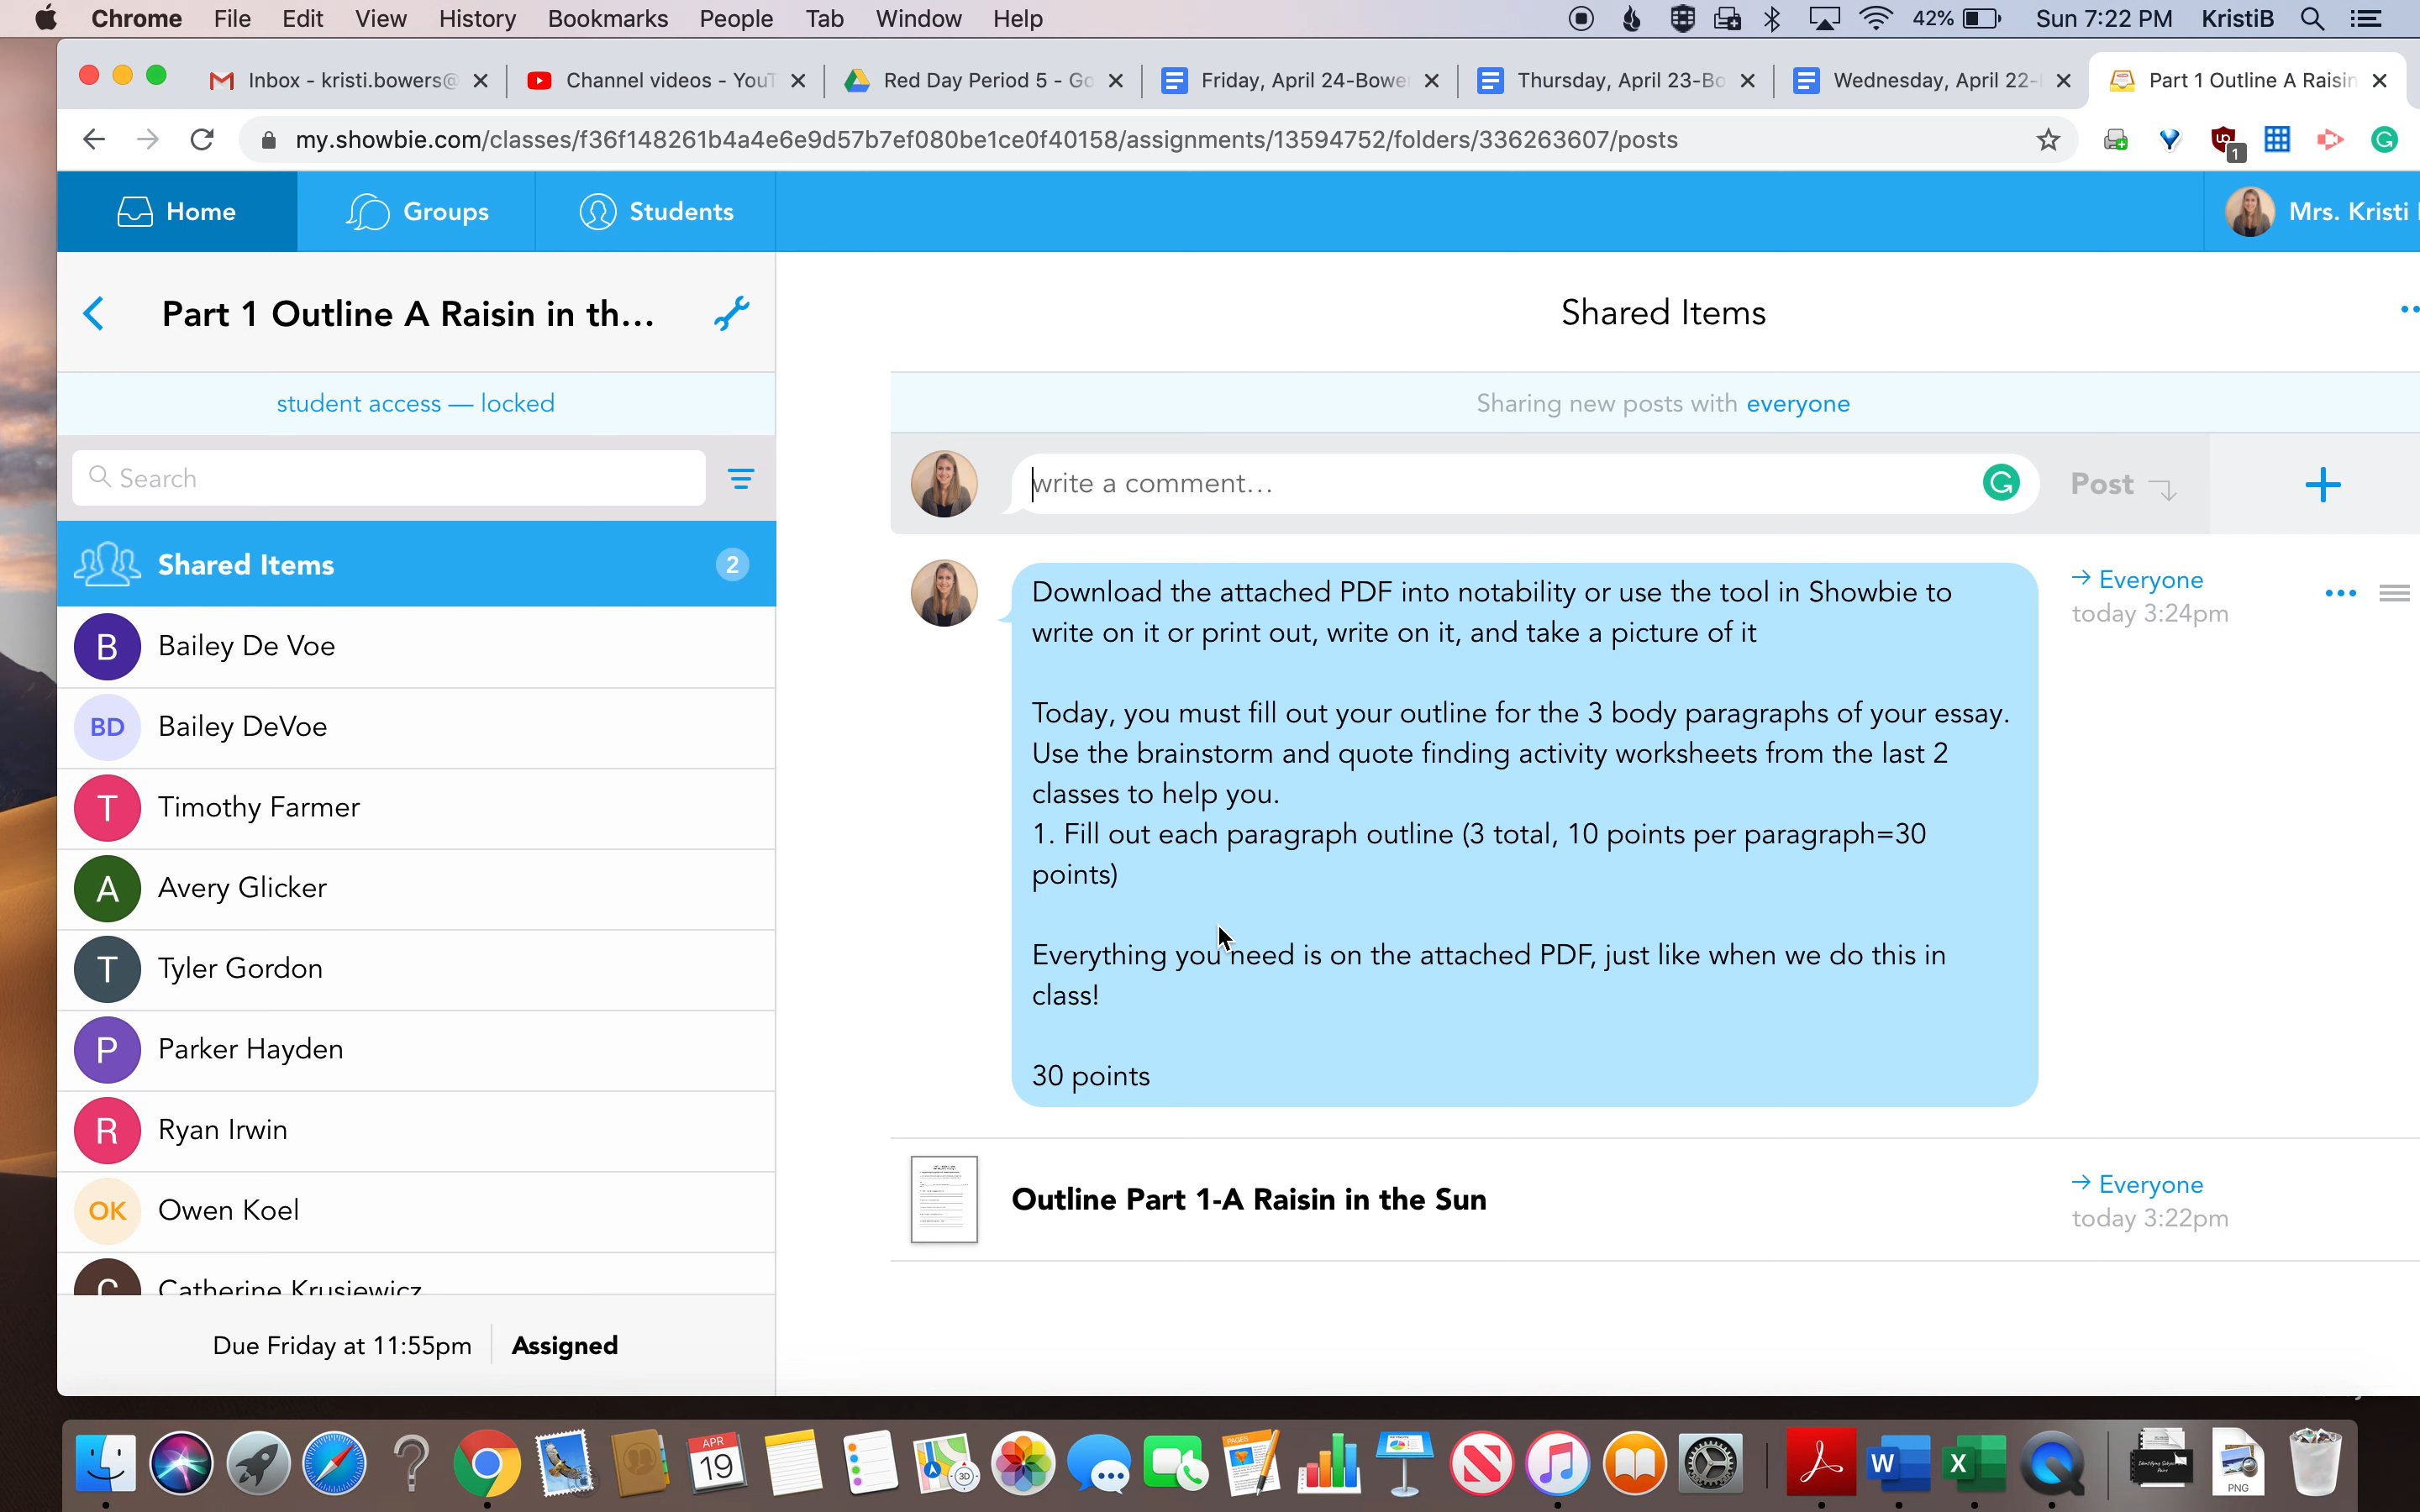 Chrome File Edit View History Bookmarks People Tab Window Help 42% Sun 7:22 PM KristiB
Inbox - kristi.bowers@ Channel videos - YouT Red Day Period 5 - Go Friday, April 24-Bowe Thursday, April 23-Bo Wednesday, April 22- Part 1 Outline A Raisin
my.showbie.com/classes/f36f148261b4a4e6e9d57b7ef080be1ce0f40158/assignments/13594752/folders/336263607/posts
1
Home Groups Students Mrs. Kristi
Part 1 Outline A Raisin in th...
student access — locked
Search
Shared Items 2
B Bailey De Voe
BD Bailey DeVoe
T Timothy Farmer
A Avery Glicker
T Tyler Gordon
P Parker Hayden
R Ryan Irwin
OK Owen Koel
C Catherine Krusiewicz
Due Friday at 11:55pm Assigned
Shared Items
Sharing new posts with everyone
write a comment... Post
Download the attached PDF into notability or use the tool in Showbie to
write on it or print out, write on it, and take a picture of it
Today, you must fill out your outline for the 3 body paragraphs of your essay.
Use the brainstorm and quote finding activity worksheets from the last 2
classes to help you.
1. Fill out each paragraph outline (3 total, 10 points per paragraph=30
points)
Everything you need is on the attached PDF, just like when we do this in
class!
30 points
→ Everyone
today 3:24pm
Outline Part 1-A Raisin in the Sun
→ Everyone
today 3:22pm
APR
19
3D
W
X
PNG